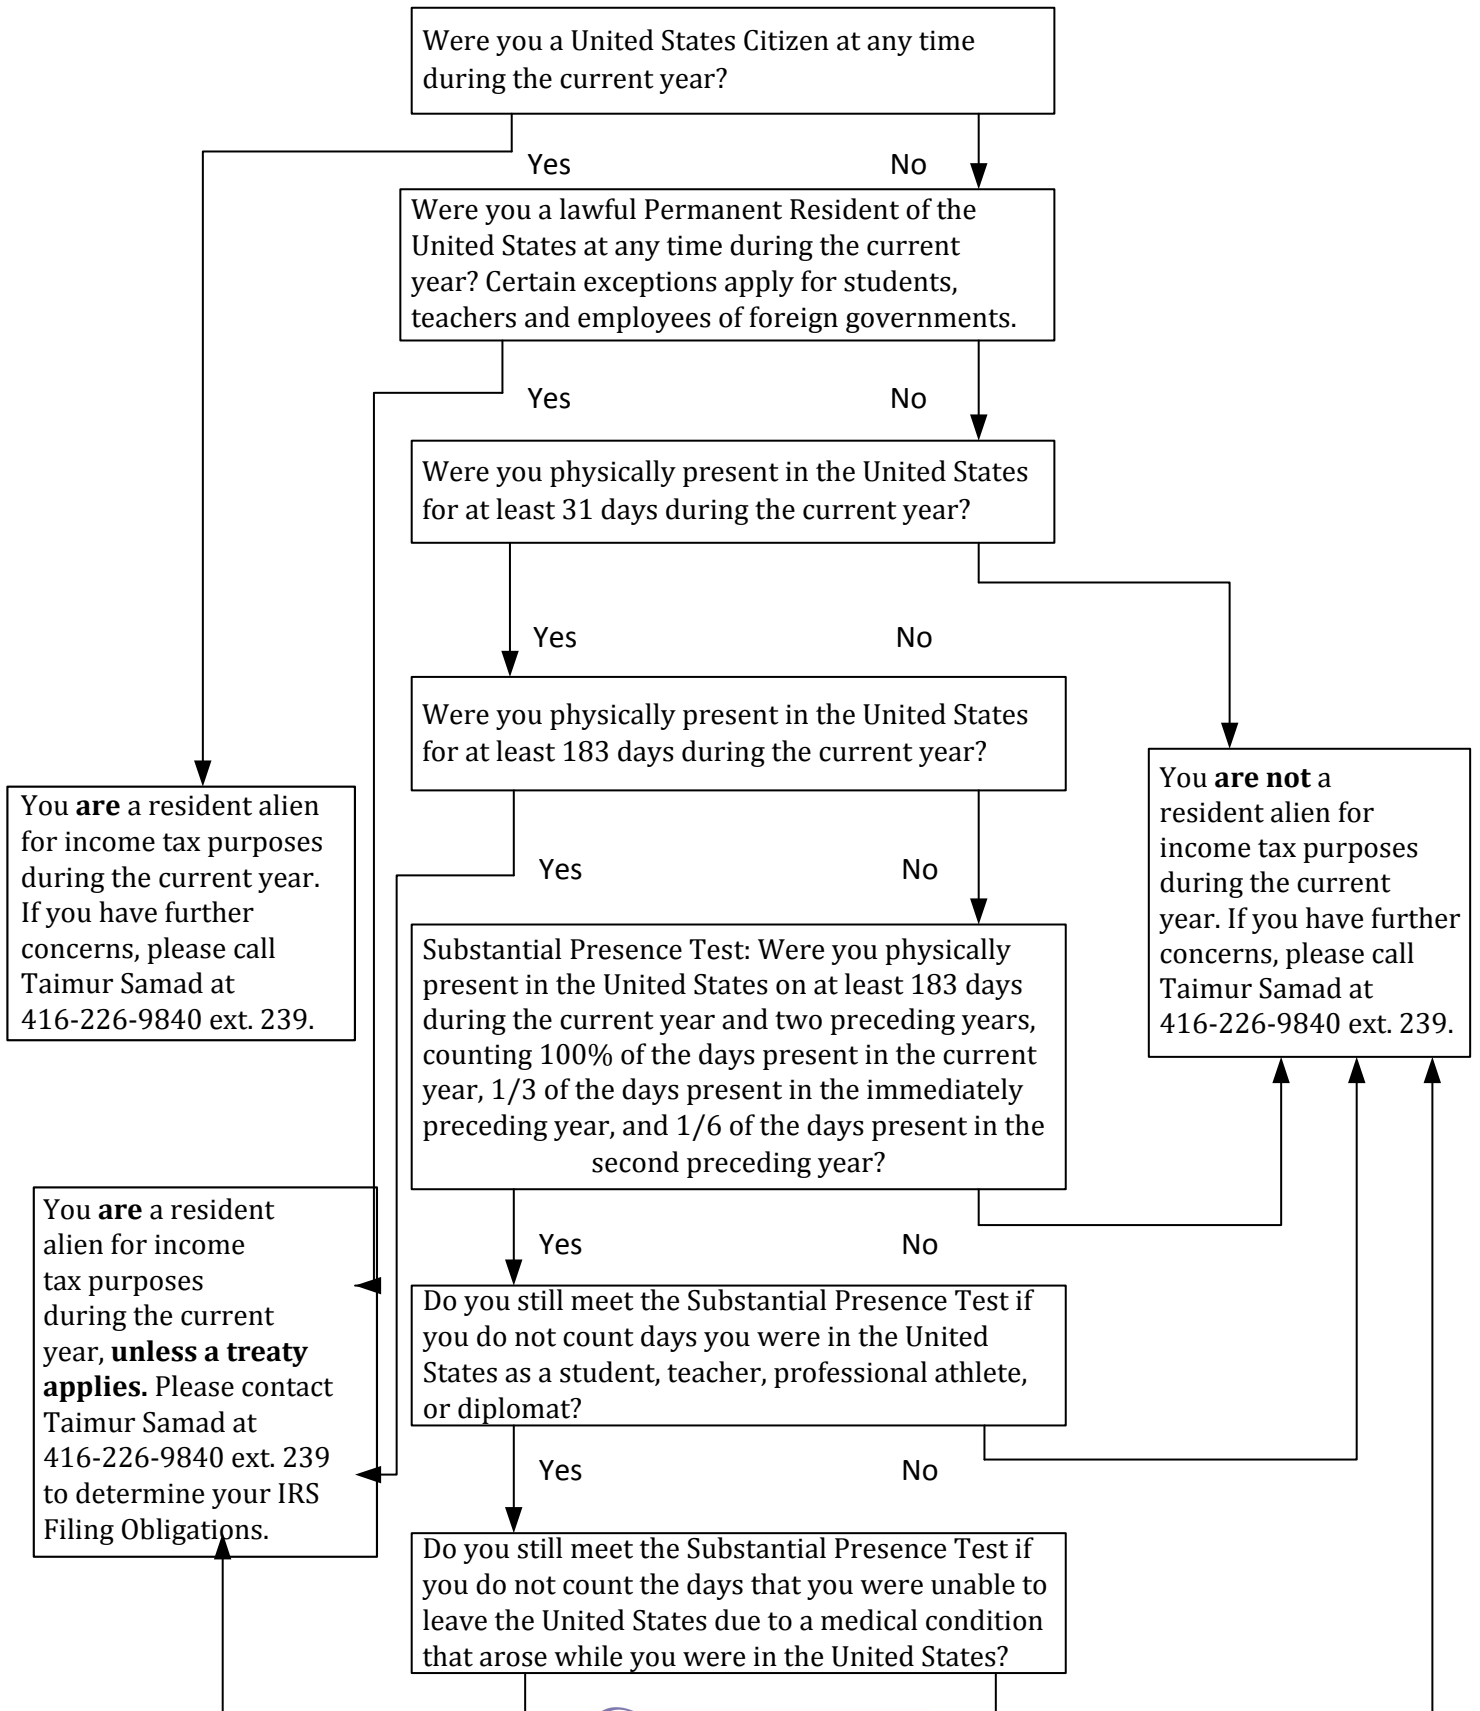 Were you a United States Citizen at any time
during the current year?
Yes
No
Were you a lawful Permanent Resident of the
United States at any time during the current
year? Certain exceptions apply for students,
teachers and employees of foreign governments.
Yes
No
Were you physically present in the United States
for at least 31 days during the current year?
Yes
No
Were you physically present in the United States
for at least 183 days during the current year?
Yes
No
You are a resident alien
for income tax purposes
during the current year.
If you have further
concerns, please call
Taimur Samad at
416-226-9840 ext. 239.
You are not a
resident alien for
income tax purposes
during the current
year. If you have further
concerns, please call
Taimur Samad at
416-226-9840 ext. 239.
Substantial Presence Test: Were you physically
present in the United States on at least 183 days
during the current year and two preceding years,
counting 100% of the days present in the current
year, 1/3 of the days present in the immediately
preceding year, and 1/6 of the days present in the
second preceding year?
Yes
No
You are a resident
alien for income
tax purposes
during the current
year, unless a treaty
applies. Please contact
Taimur Samad at
416-226-9840 ext. 239
to determine your IRS
Filing Obligations.
Do you still meet the Substantial Presence Test if
you do not count days you were in the United
States as a student, teacher, professional athlete,
or diplomat?
Yes
No
Do you still meet the Substantial Presence Test if
you do not count the days that you were unable to
leave the United States due to a medical condition
that arose while you were in the United States?